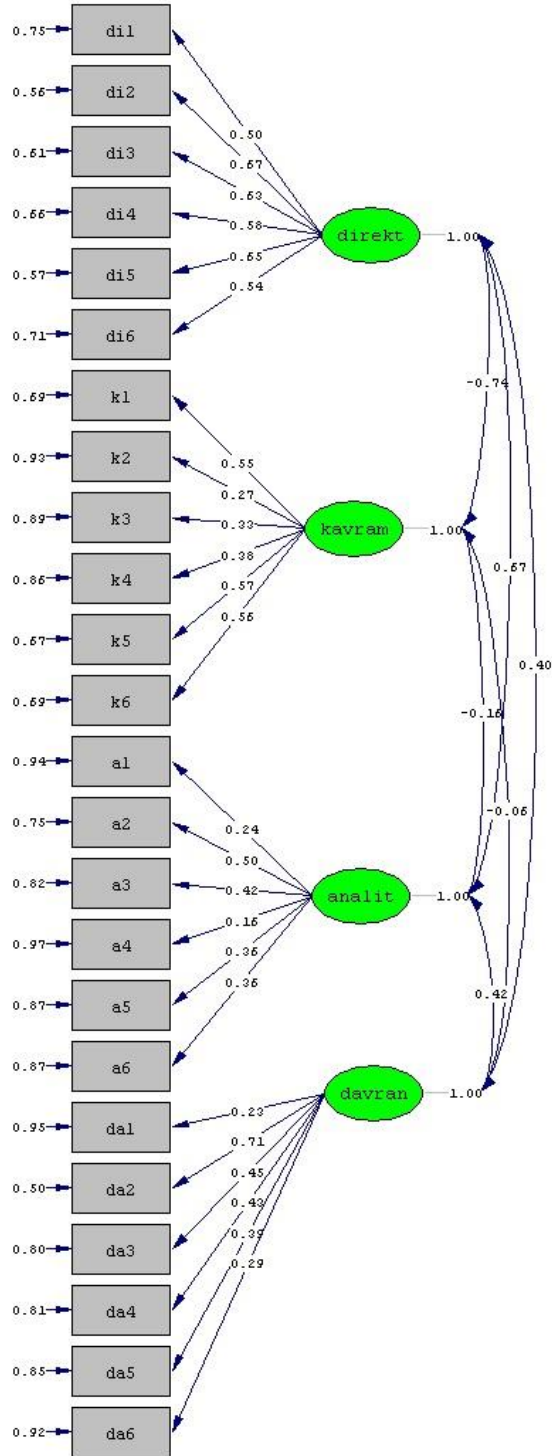 0.75 di1
0.56 di2
0.61 di3
0.66 di4
0.57 di5
0.71 di6
0.50
0.67
0.63
0.58
0.65
0.54
direkt 1.00
0.69 k1
0.93 k2
0.89 k3
0.86 k4
0.67 k5
0.69 k6
0.55
0.27
0.33
0.38
0.57
0.56
kavram 1.00
0.94 a1
0.75 a2
0.82 a3
0.97 a4
0.87 a5
0.87 a6
0.24
0.50
0.42
0.16
0.36
0.36
analit 1.00
0.95 da1
0.50 da2
0.80 da3
0.81 da4
0.85 da5
0.92 da6
0.23
0.71
0.45
0.43
0.39
0.29
davran 1.00
-0.74
0.67
0.40
-0.16
-0.06
0.42